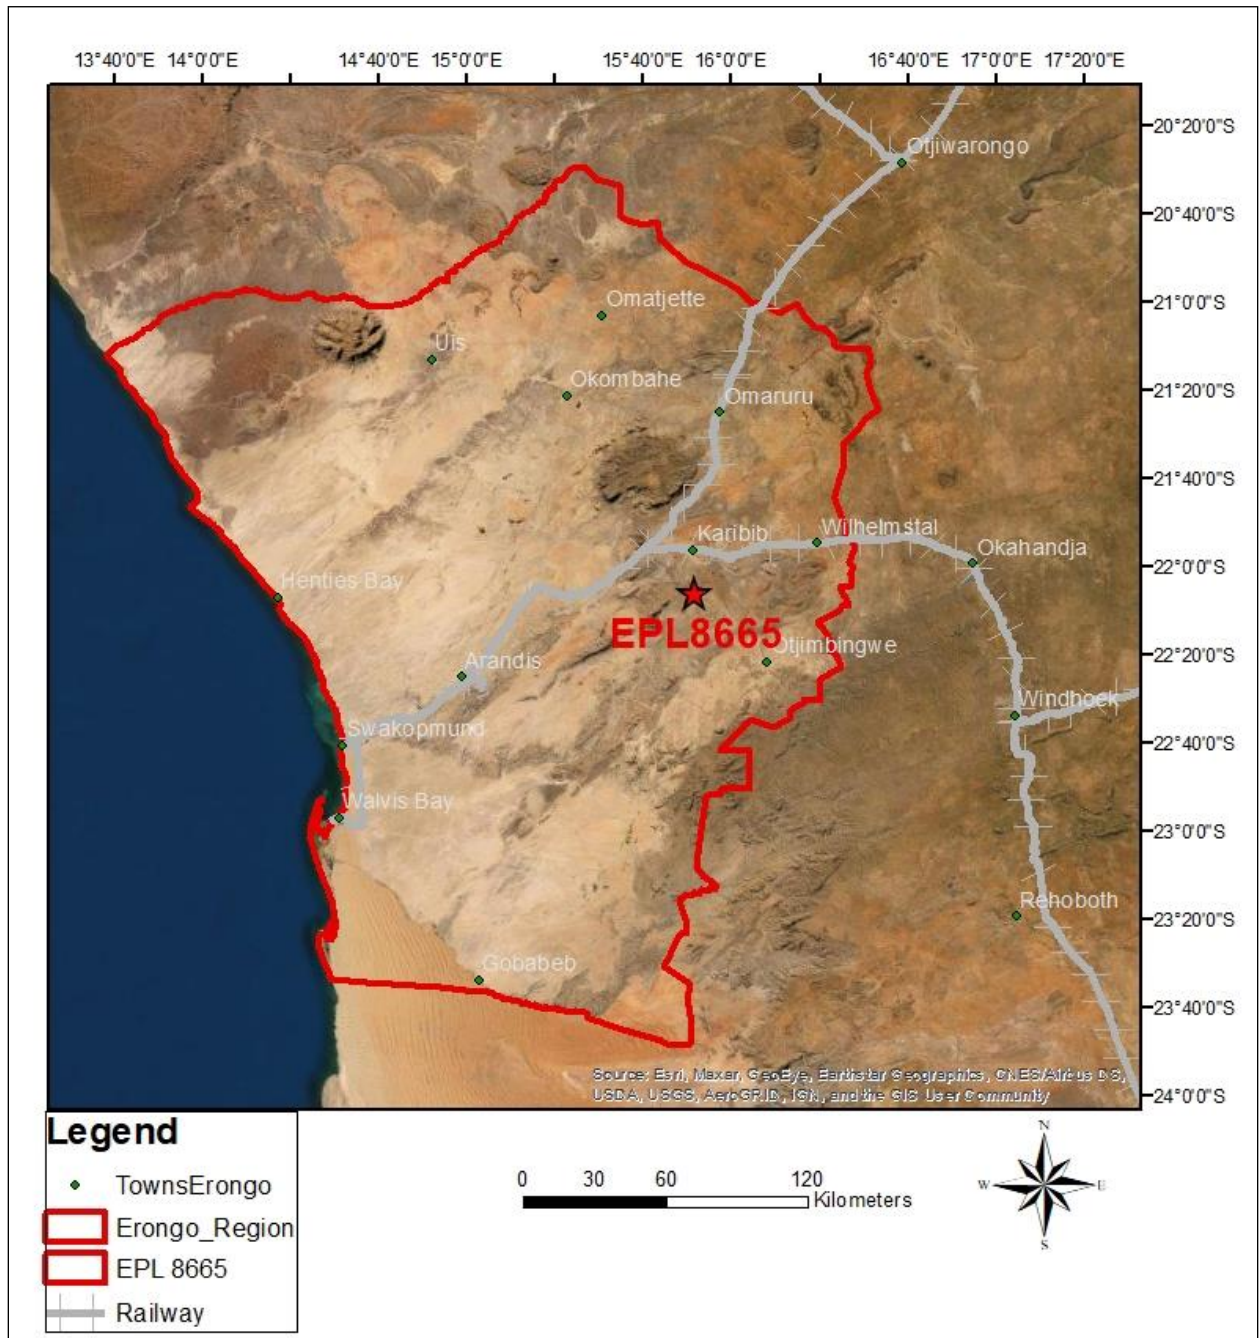 13°40'0"E 14°0'0"E 14°40'0"E 15°0'0"E 15°40'0"E 16°0'0"E 16°40'0"E 17°0'0"E 17°20'0"E
20°20'0"S
Otjiwarongo
20°40'0"S
21°0'0"S
Omatjette
Uis
21°20'0"S
Okombahe
Omaruru
21°40'0"S
Karibib
Wilhelmstal
Okahandja
22°0'0"S
Henties Bay
EPL8665
Otjimbingwe
22°20'0"S
Arandis
Windhoek
Swakopmund
22°40'0"S
Walvis Bay
23°0'0"S
Rehoboth
23°20'0"S
Gobabeb
23°40'0"S
Source: Esri, Maxar, GeoEye, Earthstar Geographics, CNES/Airbus DS,
USDA, USGS, AeroGRID, IGN, and the GIS User Community
24°0'0"S
Legend
TownsErongo
Erongo_Region
EPL 8665
Railway
0 30 60 120
Kilometers
N
W E
S